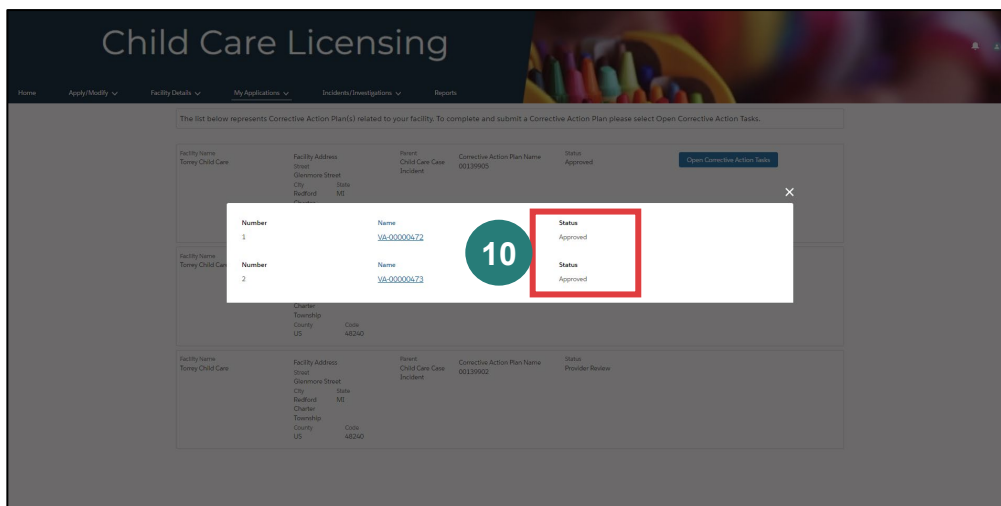 Child Care Licensing
Home Apply/Modify Facility Details My Applications Incidents/Investigations Reports
The list below represents Corrective Action Plan(s) related to your facility. To complete and submit a Corrective Action Plan please select Open Corrective Action Tasks.
Facility Name Facility Address Parent Corrective Action Plan Name Status
Torrey Child Care Street Child Care Case Incident 00139905 Approved Open Corrective Action Tasks
Glenmore Street
City State
Redford MI
Charter
Number Name Status
1 VA-00000472 Approved
10
Facility Name
Torrey Child Care
Number Name Status
2 VA-00000473 Approved
Charter
Township
County Code
US 48240
Facility Name Facility Address Parent Corrective Action Plan Name Status
Torrey Child Care Street Child Care Case Incident 00139902 Provider Review
Glenmore Street
City State
Redford MI
Charter
Township
County Code
US 48240